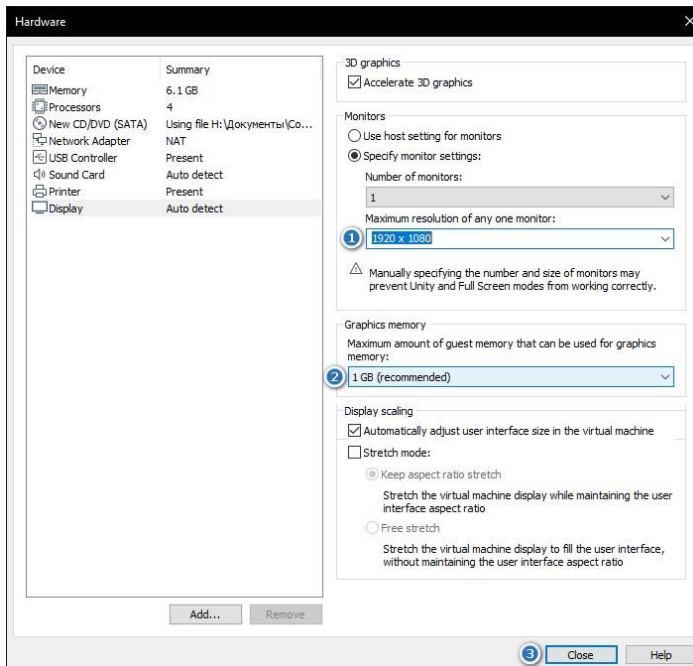 Hardware
Device Summary
Memory 6.1 GB
Processors 4
New CD/DVD (SATA) Using file H:\Документы\Co...
Network Adapter NAT
USB Controller Present
Sound Card Auto detect
Printer Present
Display Auto detect
Add... Remove
3D graphics
Accelerate 3D graphics
Monitors
Use host setting for monitors
Specify monitor settings:
Number of monitors:
1
Maximum resolution of any one monitor:
1 1920 x 1080
Manually specifying the number and size of monitors may
prevent Unity and Full Screen modes from working correctly.
Graphics memory
Maximum amount of guest memory that can be used for graphics
memory:
2 1 GB (recommended)
Display scaling
Automatically adjust user interface size in the virtual machine
Stretch mode:
Keep aspect ratio stretch
Stretch the virtual machine display while maintaining the user
interface aspect ratio
Free stretch
Stretch the virtual machine display to fill the user interface,
without maintaining the user interface aspect ratio
3 Close Help